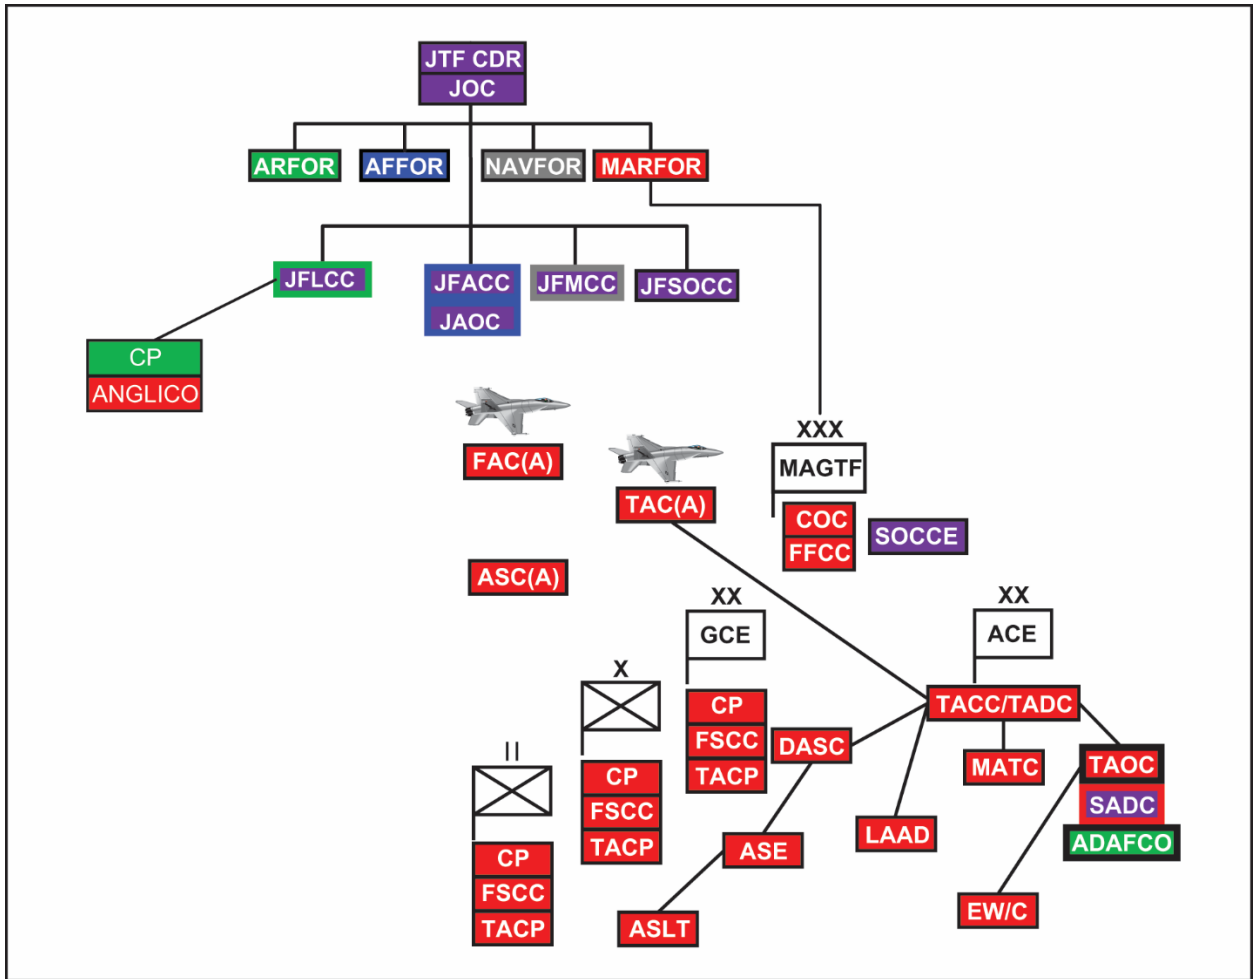 JTF CDR
JOC
ARFOR
AFFOR
NAVFOR
MARFOR
JFLCC
JFACC
JAOC
JFMCC
JFSOCC
CP
ANGLICO
FAC(A)
TAC(A)
XXX
MAGTF
COC
FFCC
SOCCE
ASC(A)
XX
GCE
XX
ACE
X
II
CP
FSCC
TACP
CP
FSCC
TACP
CP
FSCC
TACP
DASC
TACC/TADC
MATC
TAOC
SADC
ADAFCO
LAAD
ASE
ASLT
EW/C